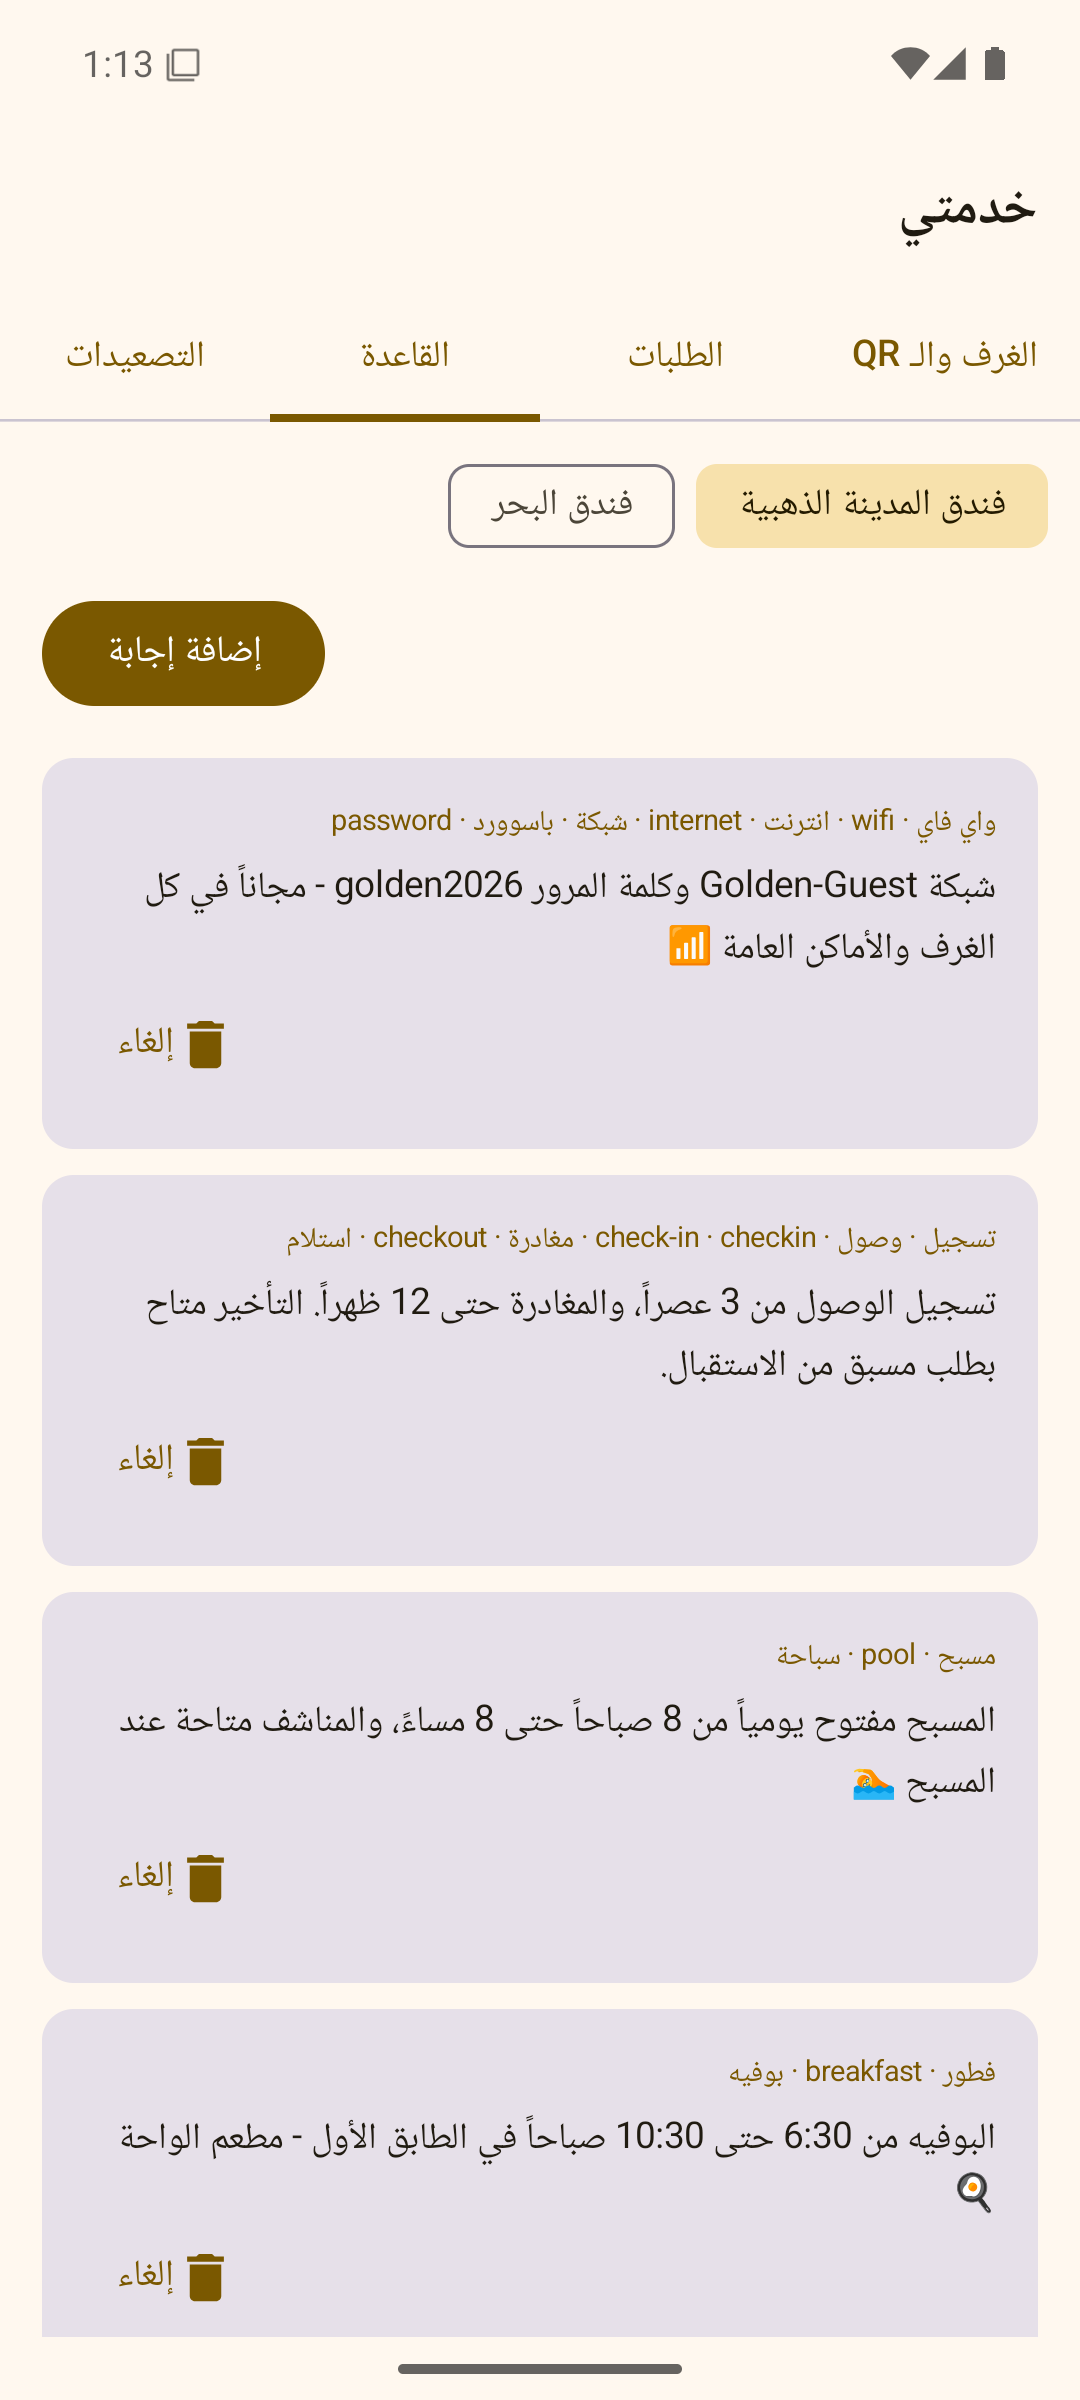 1:13
خدمتي
الغرف والـ QR
الطلبات
القاعدة
التصعيدات
فندق المدينة الذهبية
فندق البحر
إضافة إجابة
واي فاي · wifi · انترنت · internet · شبكة · باسوورد · password
شبكة Golden-Guest وكلمة المرور golden2026 - مجاناً في كل
الغرف والأماكن العامة 📶
إلغاء
تسجيل · وصول · checkin · check-in · مغادرة · checkout · استلام
تسجيل الوصول من 3 عصراً، والمغادرة حتى 12 ظهراً. التأخير متاح
بطلب مسبق من الاستقبال.
إلغاء
مسبح · pool · سباحة
المسبح مفتوح يومياً من 8 صباحاً حتى 8 مساءً، والمناشف متاحة عند
المسبح 🏊
إلغاء
فطور · breakfast · بوفيه
البوفيه من 6:30 حتى 10:30 صباحاً في الطابق الأول - مطعم الواحة
🍳
إلغاء